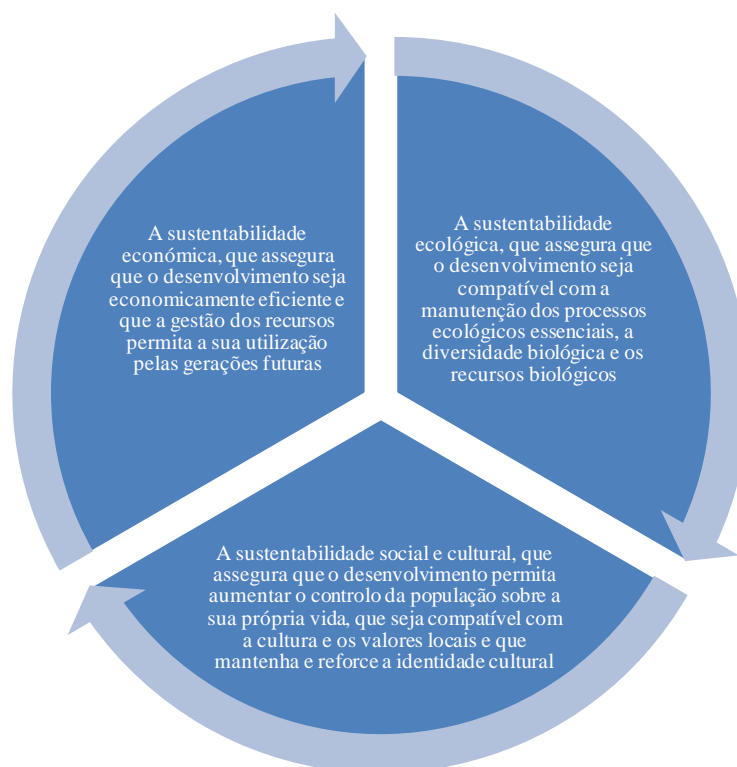 A sustentabilidade
económica, que assegura
que o desenvolvimento seja
economicamente eficiente e
que a gestão dos recursos
permita a sua utilização
pelas gerações futuras
A sustentabilidade
ecológica, que assegura que
o desenvolvimento seja
compatível com a
manutenção dos processos
ecológicos essenciais, a
diversidade biológica e os
recursos biológicos
A sustentabilidade social e cultural, que
assegura que o desenvolvimento permita
aumentar o controlo da população sobre a
sua própria vida, que seja compatível com
a cultura e os valores locais e que
mantenha e reforce a identidade cultural